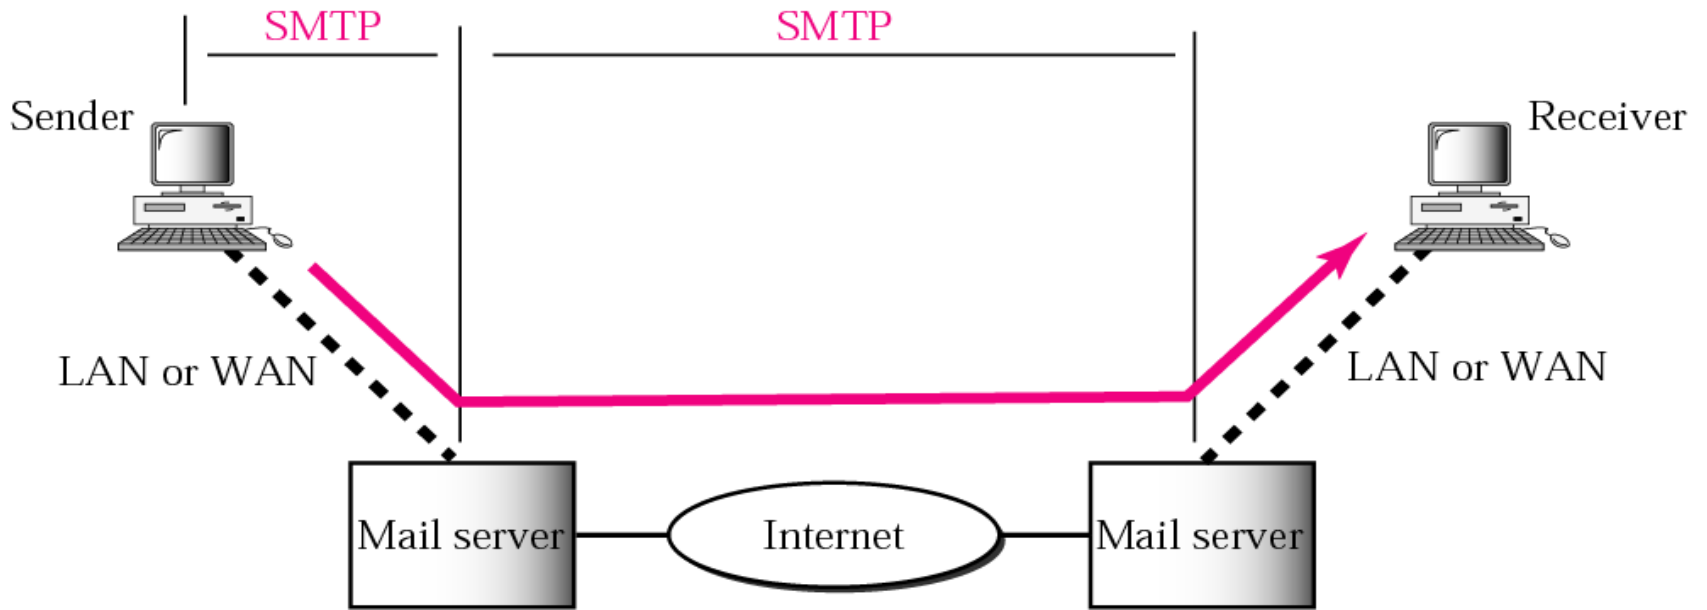 SMTP
SMTP
Sender
Receiver
LAN or WAN
LAN or WAN
Mail server
Internet
Mail server